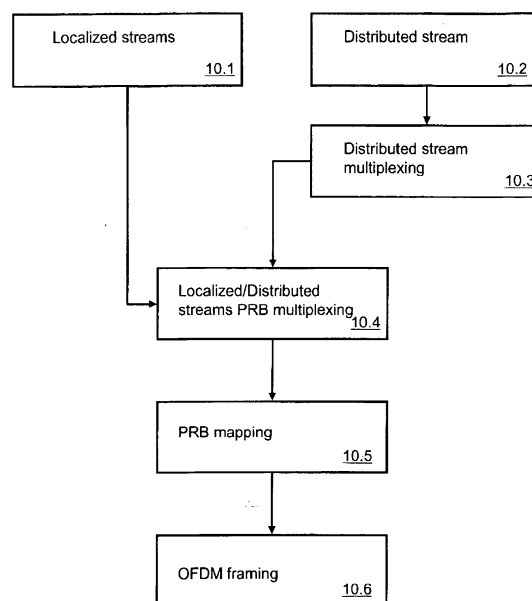 Localized streams
10.1
Distributed stream
10.2
Distributed stream
multiplexing
10.3
Localized/Distributed
streams PRB multiplexing
10.4
PRB mapping
10.5
OFDM framing
10.6